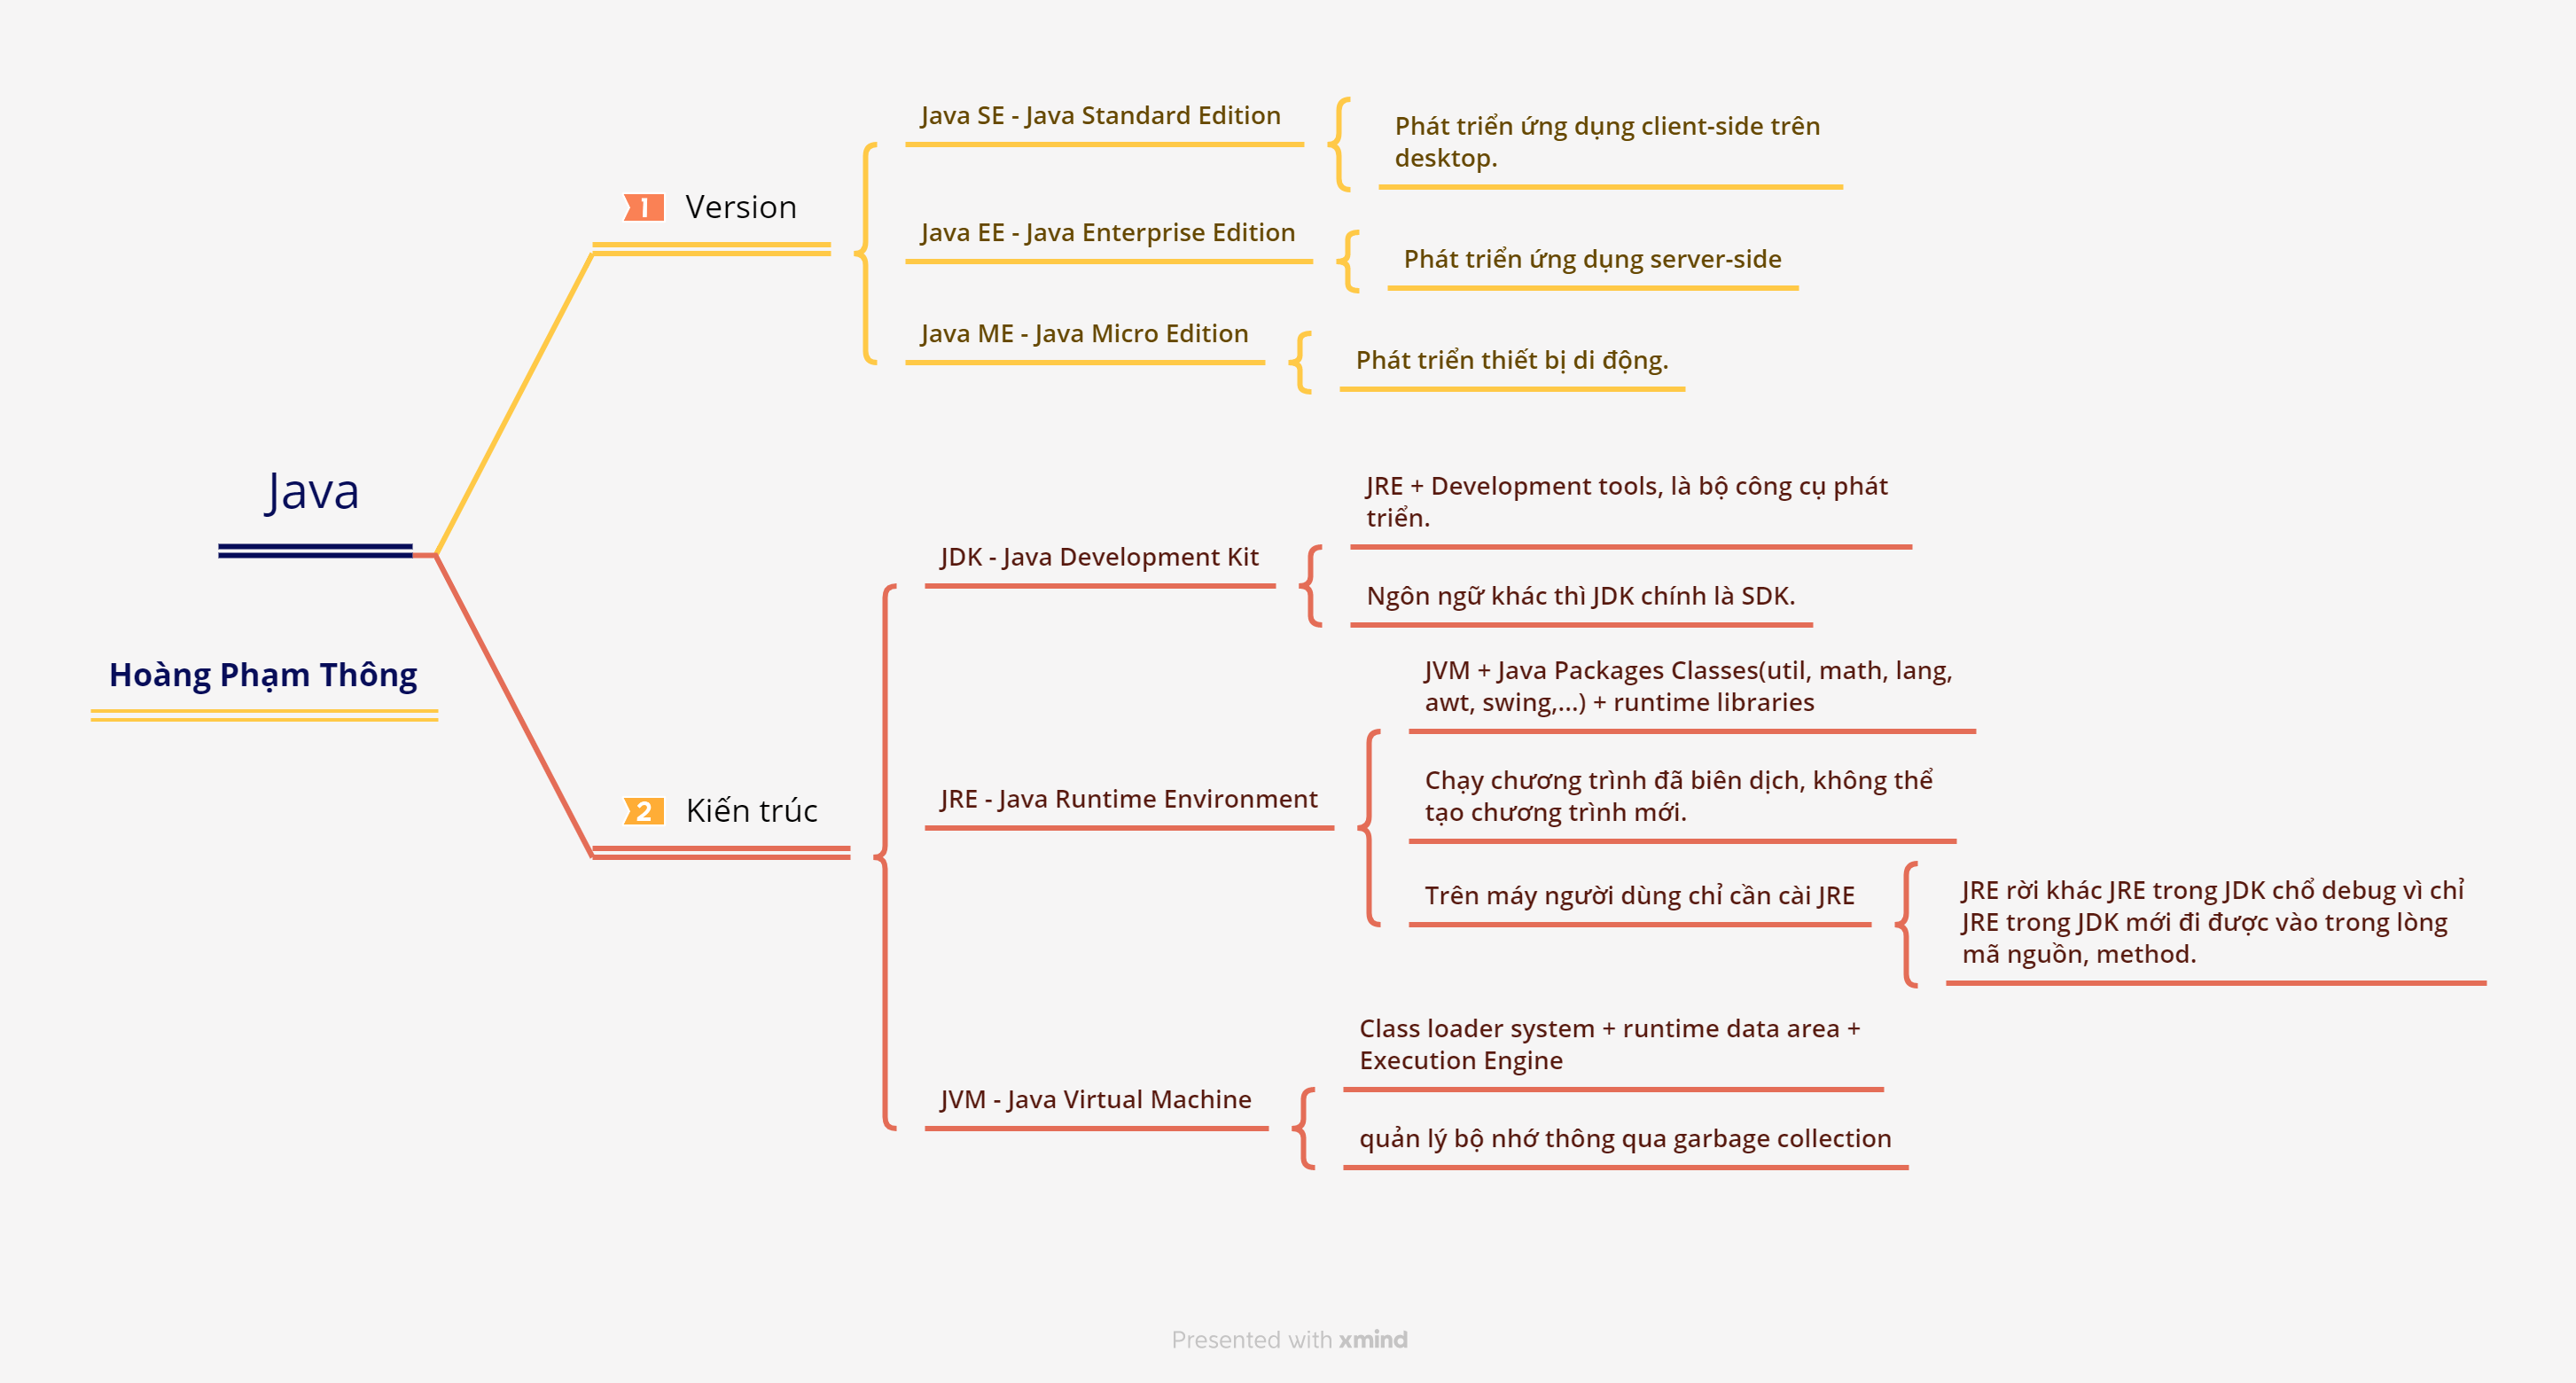 Java
Hoàng Phạm Thông
1 Version
Java SE - Java Standard Edition
Phát triển ứng dụng client-side trên
desktop.
Java EE - Java Enterprise Edition
Phát triển ứng dụng server-side
Java ME - Java Micro Edition
Phát triển thiết bị di động.
2 Kiến trúc
JDK - Java Development Kit
JRE + Development tools, là bộ công cụ phát
triển.
Ngôn ngữ khác thì JDK chính là SDK.
JRE - Java Runtime Environment
JVM + Java Packages Classes(util, math, lang,
awt, swing,...) + runtime libraries
Chạy chương trình đã biên dịch, không thể
tạo chương trình mới.
Trên máy người dùng chỉ cần cài JRE
JRE rời khác JRE trong JDK chổ debug vì chỉ
JRE trong JDK mới đi được vào trong lòng
mã nguồn, method.
JVM - Java Virtual Machine
Class loader system + runtime data area +
Execution Engine
quản lý bộ nhớ thông qua garbage collection
Presented with xmind